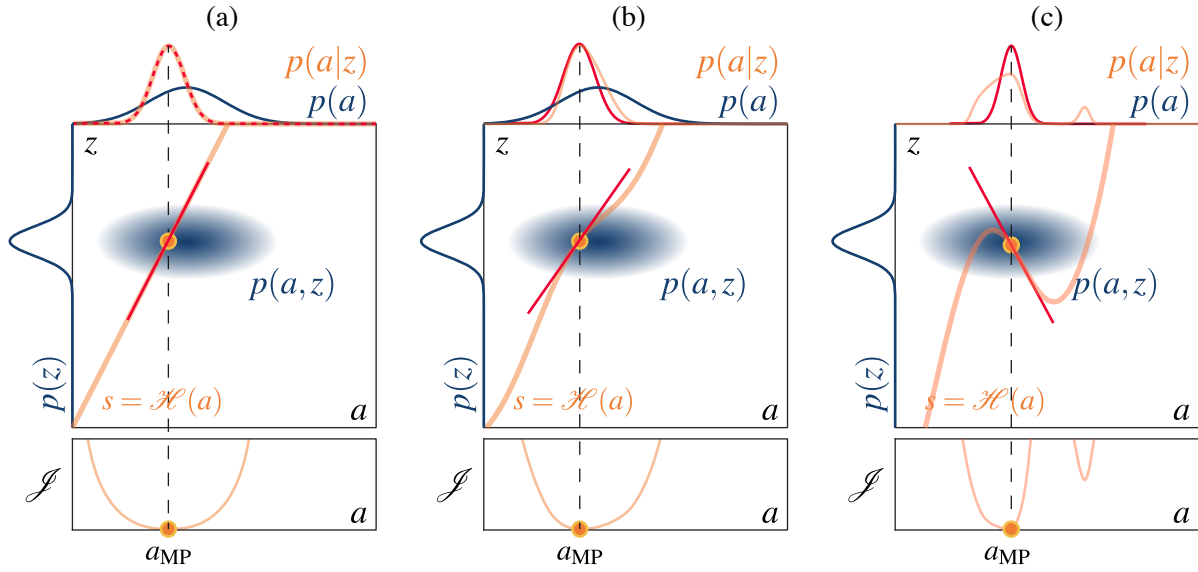 (a)
p(a|z)
p(a)
z
p(a, z)
p(z)
s = ℋ(a)
a
𝒥
a
a_MP
(b)
p(a|z)
p(a)
z
p(a, z)
p(z)
s = ℋ(a)
a
𝒥
a
a_MP
(c)
p(a|z)
p(a)
z
p(a, z)
p(z)
s = ℋ(a)
a
𝒥
a
a_MP